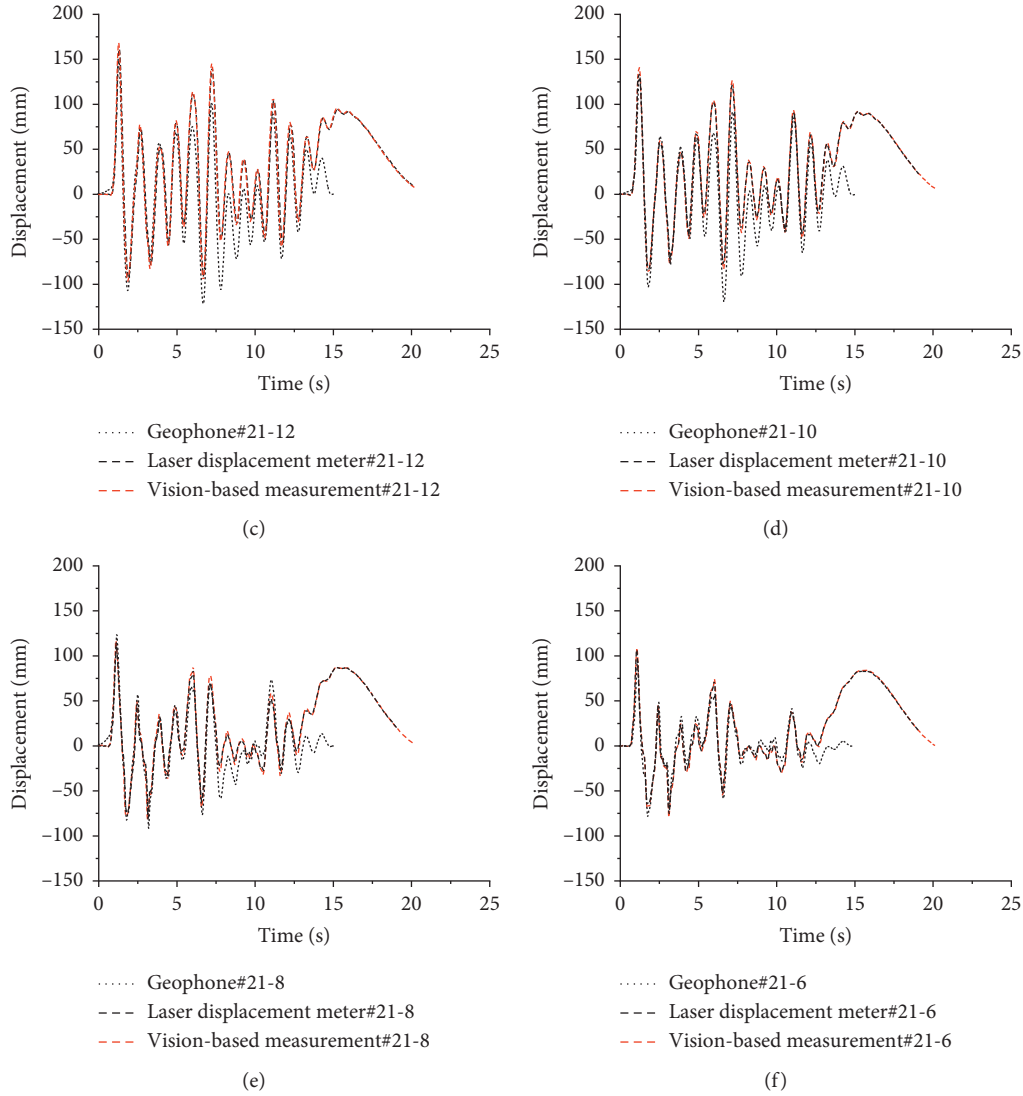 200
150
100
50
0
–50
–100
–150
Displacement (mm)
0 5 10 15 20 25
Time (s)
Geophone#21-12
Laser displacement meter#21-12
Vision-based measurement#21-12
(c)
200
150
100
50
0
–50
–100
–150
Displacement (mm)
0 5 10 15 20 25
Time (s)
Geophone#21-10
Laser displacement meter#21-10
Vision-based measurement#21-10
(d)
200
150
100
50
0
–50
–100
–150
Displacement (mm)
0 5 10 15 20 25
Time (s)
Geophone#21-8
Laser displacement meter#21-8
Vision-based measurement#21-8
(e)
200
150
100
50
0
–50
–100
–150
Displacement (mm)
0 5 10 15 20 25
Time (s)
Geophone#21-6
Laser displacement meter#21-6
Vision-based measurement#21-6
(f)